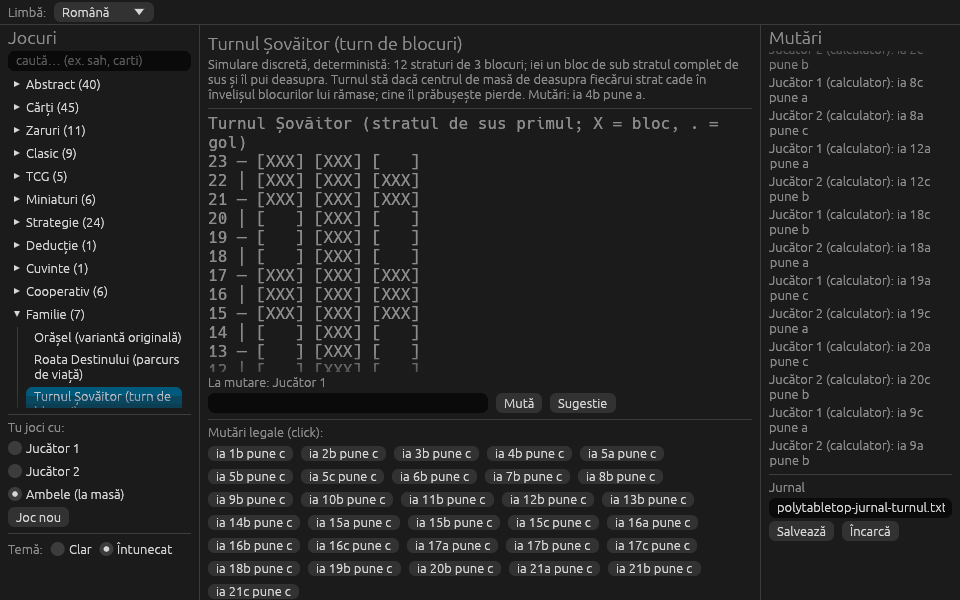 Limbă: Română
Jocuri
caută... (ex. sah, carti)
Abstract (40)
Cărți (45)
Zaruri (11)
Clasic (9)
TCG (5)
Miniaturi (6)
Strategie (24)
Deducție (1)
Cuvinte (1)
Cooperativ (6)
Familie (7)
Orășel (variantă originală)
Roata Destinului (parcurs
de viață)
Turnul Șovăitor (turn de
Tu joci cu:
Jucător 1
Jucător 2
Ambele (la masă)
Joc nou
Temă: Clar Întunecat
Turnul Șovăitor (turn de blocuri)
Simulare discretă, deterministă: 12 straturi de 3 blocuri; iei un bloc de sub stratul complet de
sus și îl pui deasupra. Turnul stă dacă centrul de masă de deasupra fiecărui strat cade în
învelișul blocurilor lui rămase; cine îl prăbușește pierde. Mutări: ia 4b pune a.
Turnul Șovăitor (stratul de sus primul; X = bloc, . =
gol)
23 — [XXX] [XXX] [   ]
22 | [XXX] [XXX] [XXX]
21 — [XXX] [XXX] [XXX]
20 | [   ] [XXX] [   ]
19 — [   ] [XXX] [   ]
18 | [   ] [XXX] [   ]
17 — [XXX] [XXX] [XXX]
16 | [XXX] [XXX] [XXX]
15 — [XXX] [XXX] [XXX]
14 | [   ] [XXX] [   ]
13 — [   ] [XXX] [   ]
12 | [   ] [XXX] [   ]
La mutare: Jucător 1
Mută Sugestie
Mutări legale (click):
ia 1b pune c ia 2b pune c ia 3b pune c ia 4b pune c ia 5a pune c
ia 5b pune c ia 5c pune c ia 6b pune c ia 7b pune c ia 8b pune c
ia 9b pune c ia 10b pune c ia 11b pune c ia 12b pune c ia 13b pune c
ia 14b pune c ia 15a pune c ia 15b pune c ia 15c pune c ia 16a pune c
ia 16b pune c ia 16c pune c ia 17a pune c ia 17b pune c ia 17c pune c
ia 18b pune c ia 19b pune c ia 20b pune c ia 21a pune c ia 21b pune c
ia 21c pune c
Mutări
Jucător 2 (calculator): ia 2c
pune b
Jucător 1 (calculator): ia 8c
pune a
Jucător 2 (calculator): ia 8a
pune c
Jucător 1 (calculator): ia 12a
pune a
Jucător 2 (calculator): ia 12c
pune b
Jucător 1 (calculator): ia 18c
pune b
Jucător 2 (calculator): ia 18a
pune a
Jucător 1 (calculator): ia 19a
pune c
Jucător 2 (calculator): ia 19c
pune a
Jucător 1 (calculator): ia 20a
pune c
Jucător 2 (calculator): ia 20c
pune b
Jucător 1 (calculator): ia 9c
pune a
Jucător 2 (calculator): ia 9a
pune b
Jurnal
polytabletop-jurnal-turnul.txt
Salvează Încarcă